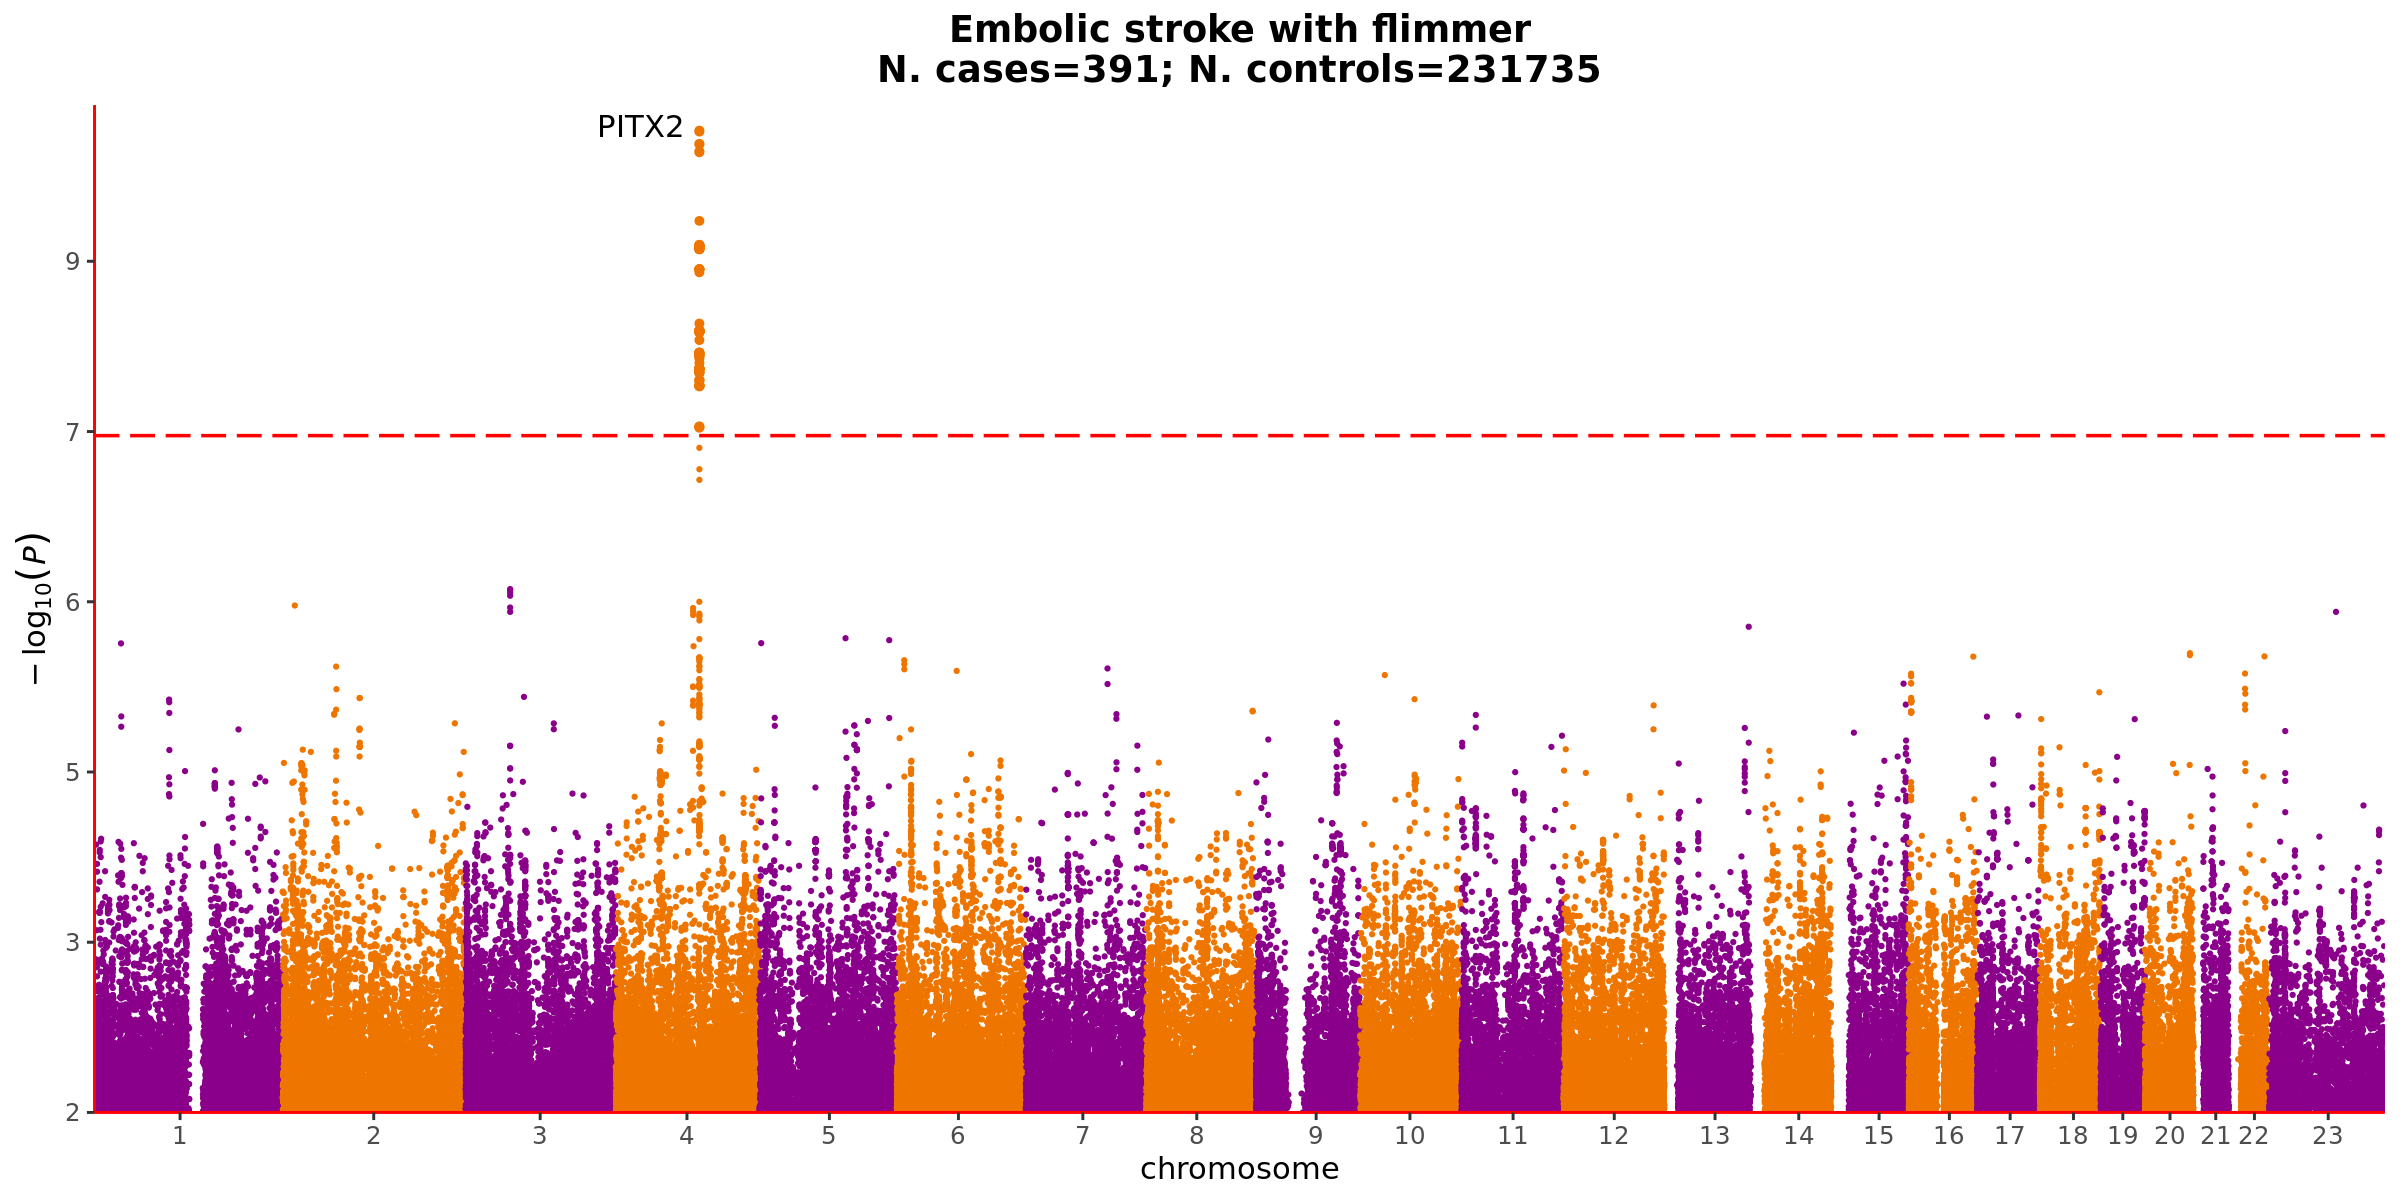 Embolic stroke with flimmer
N. cases=391; N. controls=231735
PITX2
9
7
6
5
3
2
− log10(P)
1 2 3 4 5 6 7 8 9 10 11 12 13 14 15 16 17 18 19 20 21 22 23
chromosome